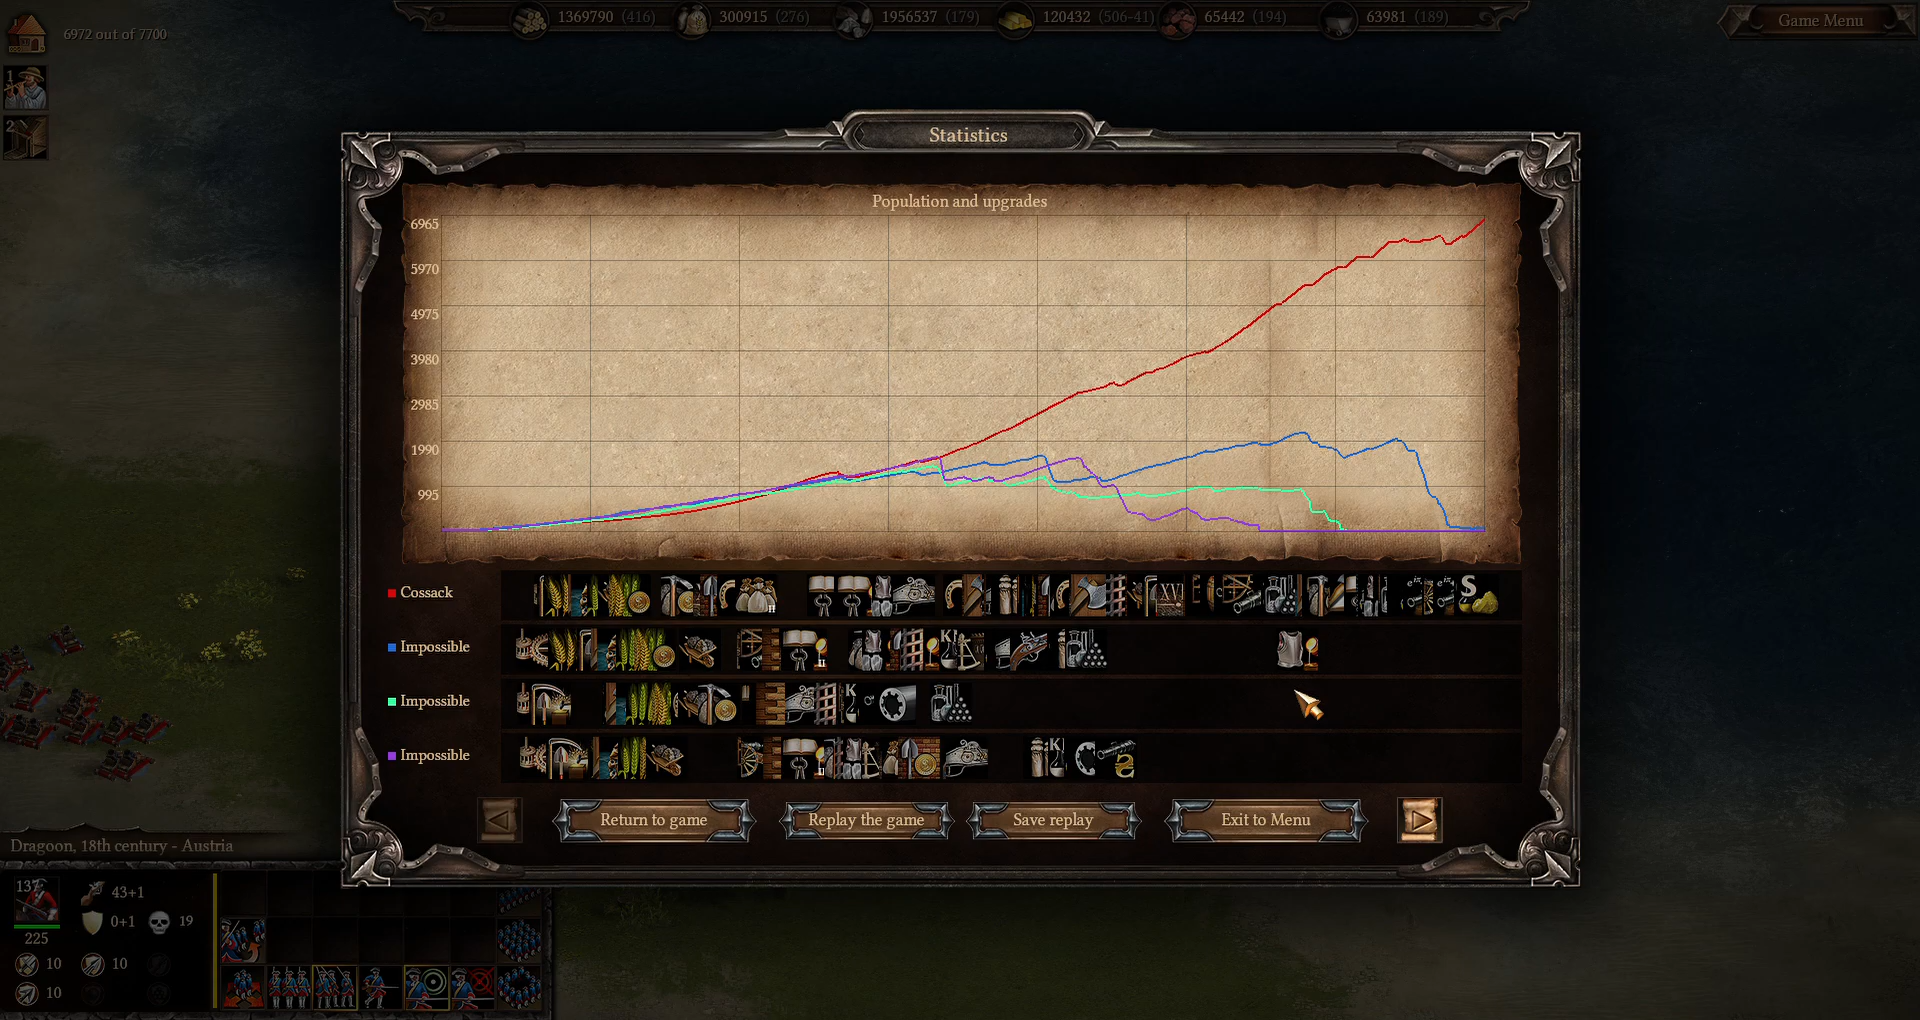 6972 out of 7700
1369790 (416)
300915 (276)
1956537 (179)
120432 (506-41)
65442 (194)
63981 (189)
Game Menu
1
2
Statistics
Population and upgrades
6965
5970
4975
3980
2985
1990
995
Cossack
Impossible
Impossible
Impossible
Return to game
Replay the game
Save replay
Exit to Menu
Dragoon, 18th century - Austria
137
43+1
0+1
19
225
10
10
10